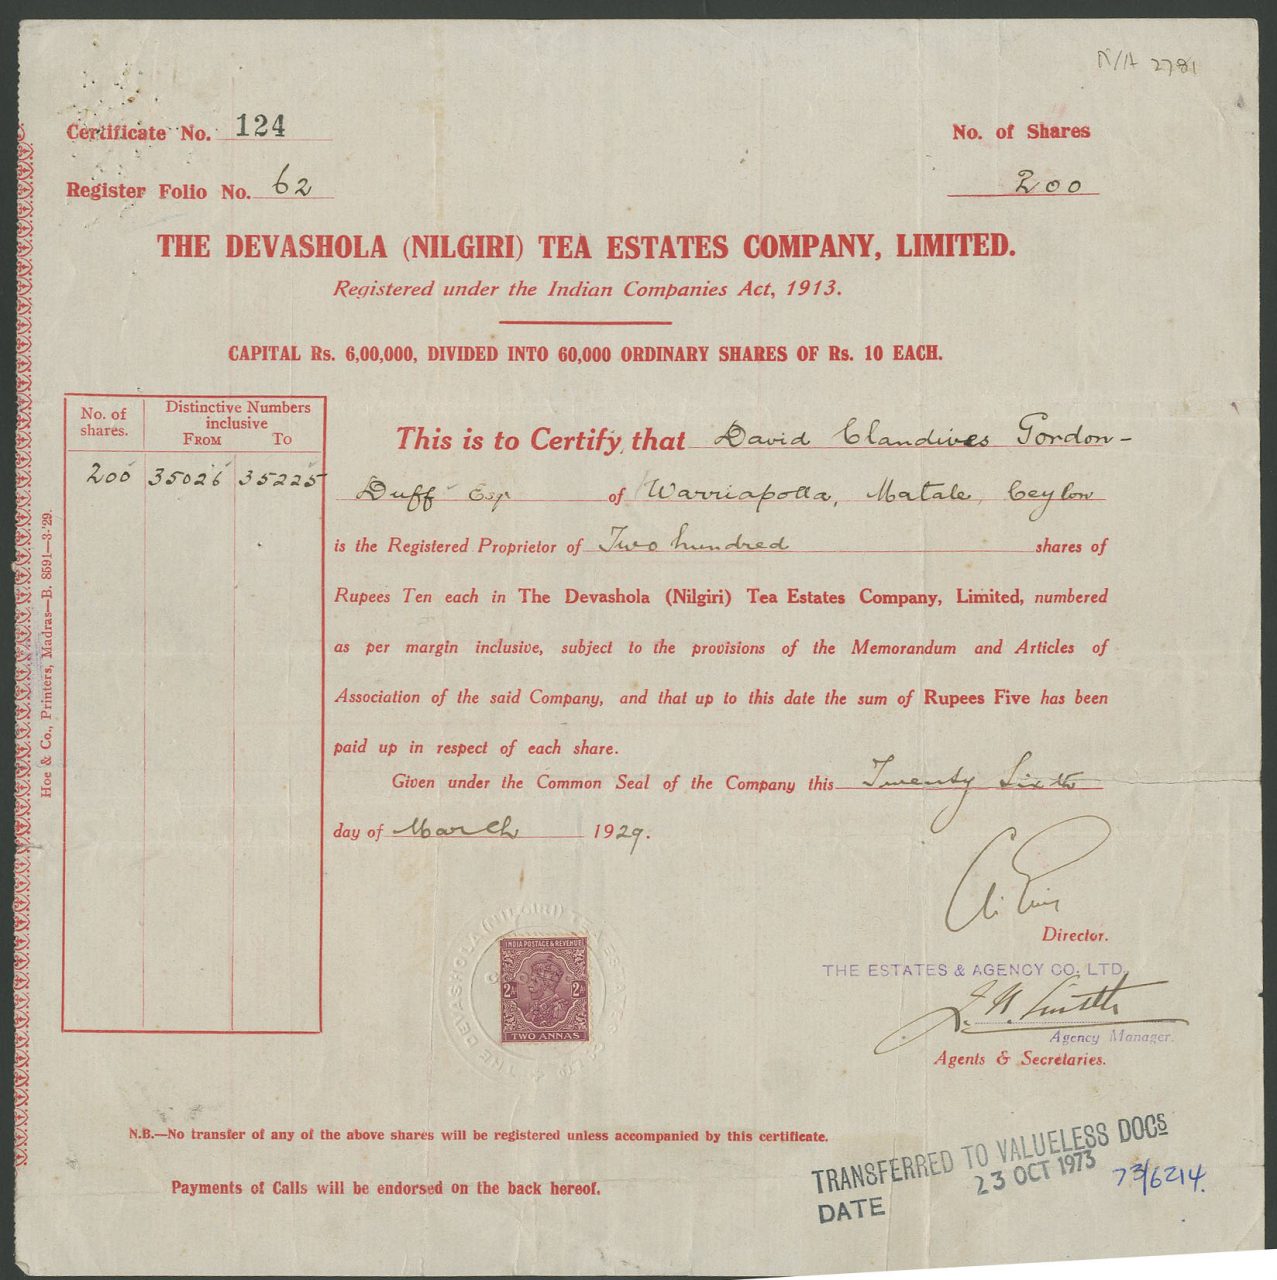 N/A 2781
Certificate No. 124
No. of Shares
Register Folio No. 62
200
THE DEVASHOLA (NILGIRI) TEA ESTATES COMPANY, LIMITED.
Registered under the Indian Companies Act, 1913.
CAPITAL Rs. 6,00,000, DIVIDED INTO 60,000 ORDINARY SHARES OF Rs. 10 EACH.
No. of shares.
Distinctive Numbers inclusive
FROM TO
200 35026 35225
This is to Certify, that David Gordon-
Duff Esqr of Warriapolla, Matale, Ceylon
is the Registered Proprietor of Two hundred shares of
Rupees Ten each in The Devashola (Nilgiri) Tea Estates Company, Limited, numbered
as per margin inclusive, subject to the provisions of the Memorandum and Articles of
Association of the said Company, and that up to this date the sum of Rupees Five has been
paid up in respect of each share.
Given under the Common Seal of the Company this Twenty Sixth
day of March 1929.
Director.
THE ESTATES & AGENCY CO. LTD.
Agency Manager.
Agents & Secretaries.
THE DEVASHOLA (NILGIRI) TEA ESTATES CO. LTD
INDIA POSTAGE & REVENUE
2As 2As
TWO ANNAS
N.B.—No transfer of any of the above shares will be registered unless accompanied by this certificate.
Payments of Calls will be endorsed on the back hereof.
TRANSFERRED TO VALUELESS DOCS
23 OCT 1973
DATE
73/6214.
Hoe & Co., Printers, Madras—B. 8591—3-'29.